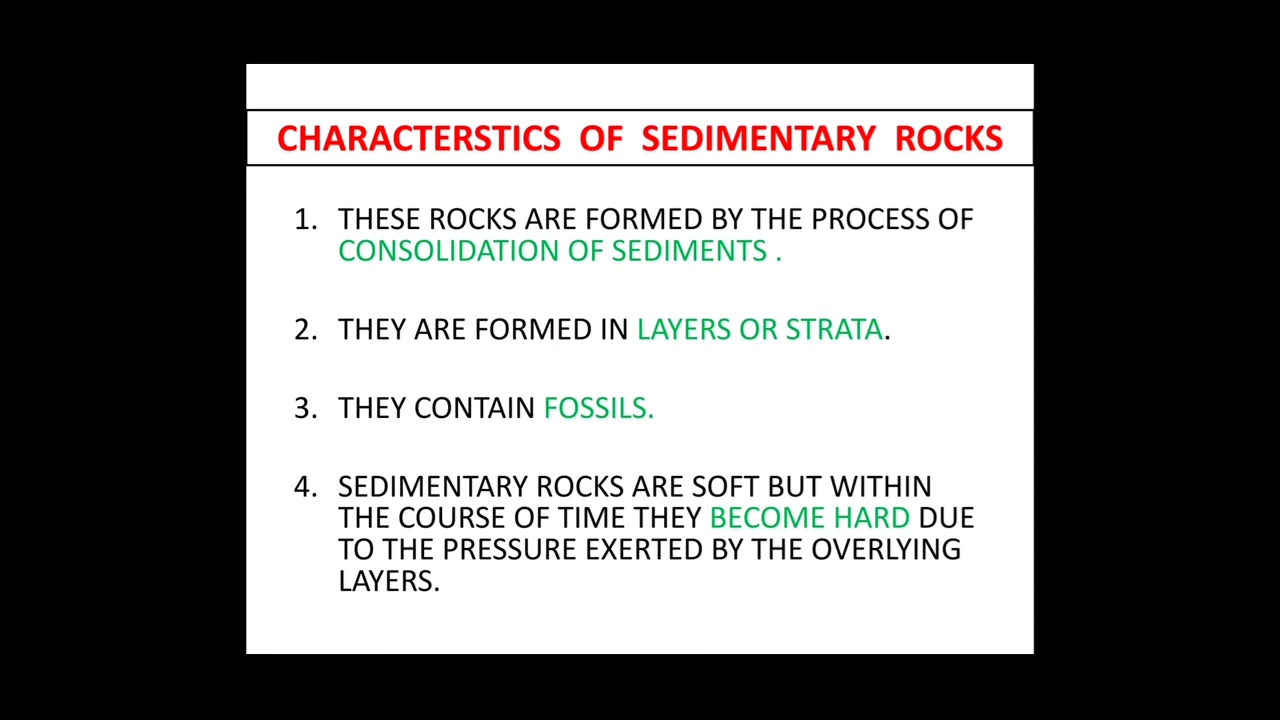 CHARACTERSTICS OF SEDIMENTARY ROCKS
1. THESE ROCKS ARE FORMED BY THE PROCESS OF
CONSOLIDATION OF SEDIMENTS .
2. THEY ARE FORMED IN LAYERS OR STRATA.
3. THEY CONTAIN FOSSILS.
4. SEDIMENTARY ROCKS ARE SOFT BUT WITHIN
THE COURSE OF TIME THEY BECOME HARD DUE
TO THE PRESSURE EXERTED BY THE OVERLYING
LAYERS.